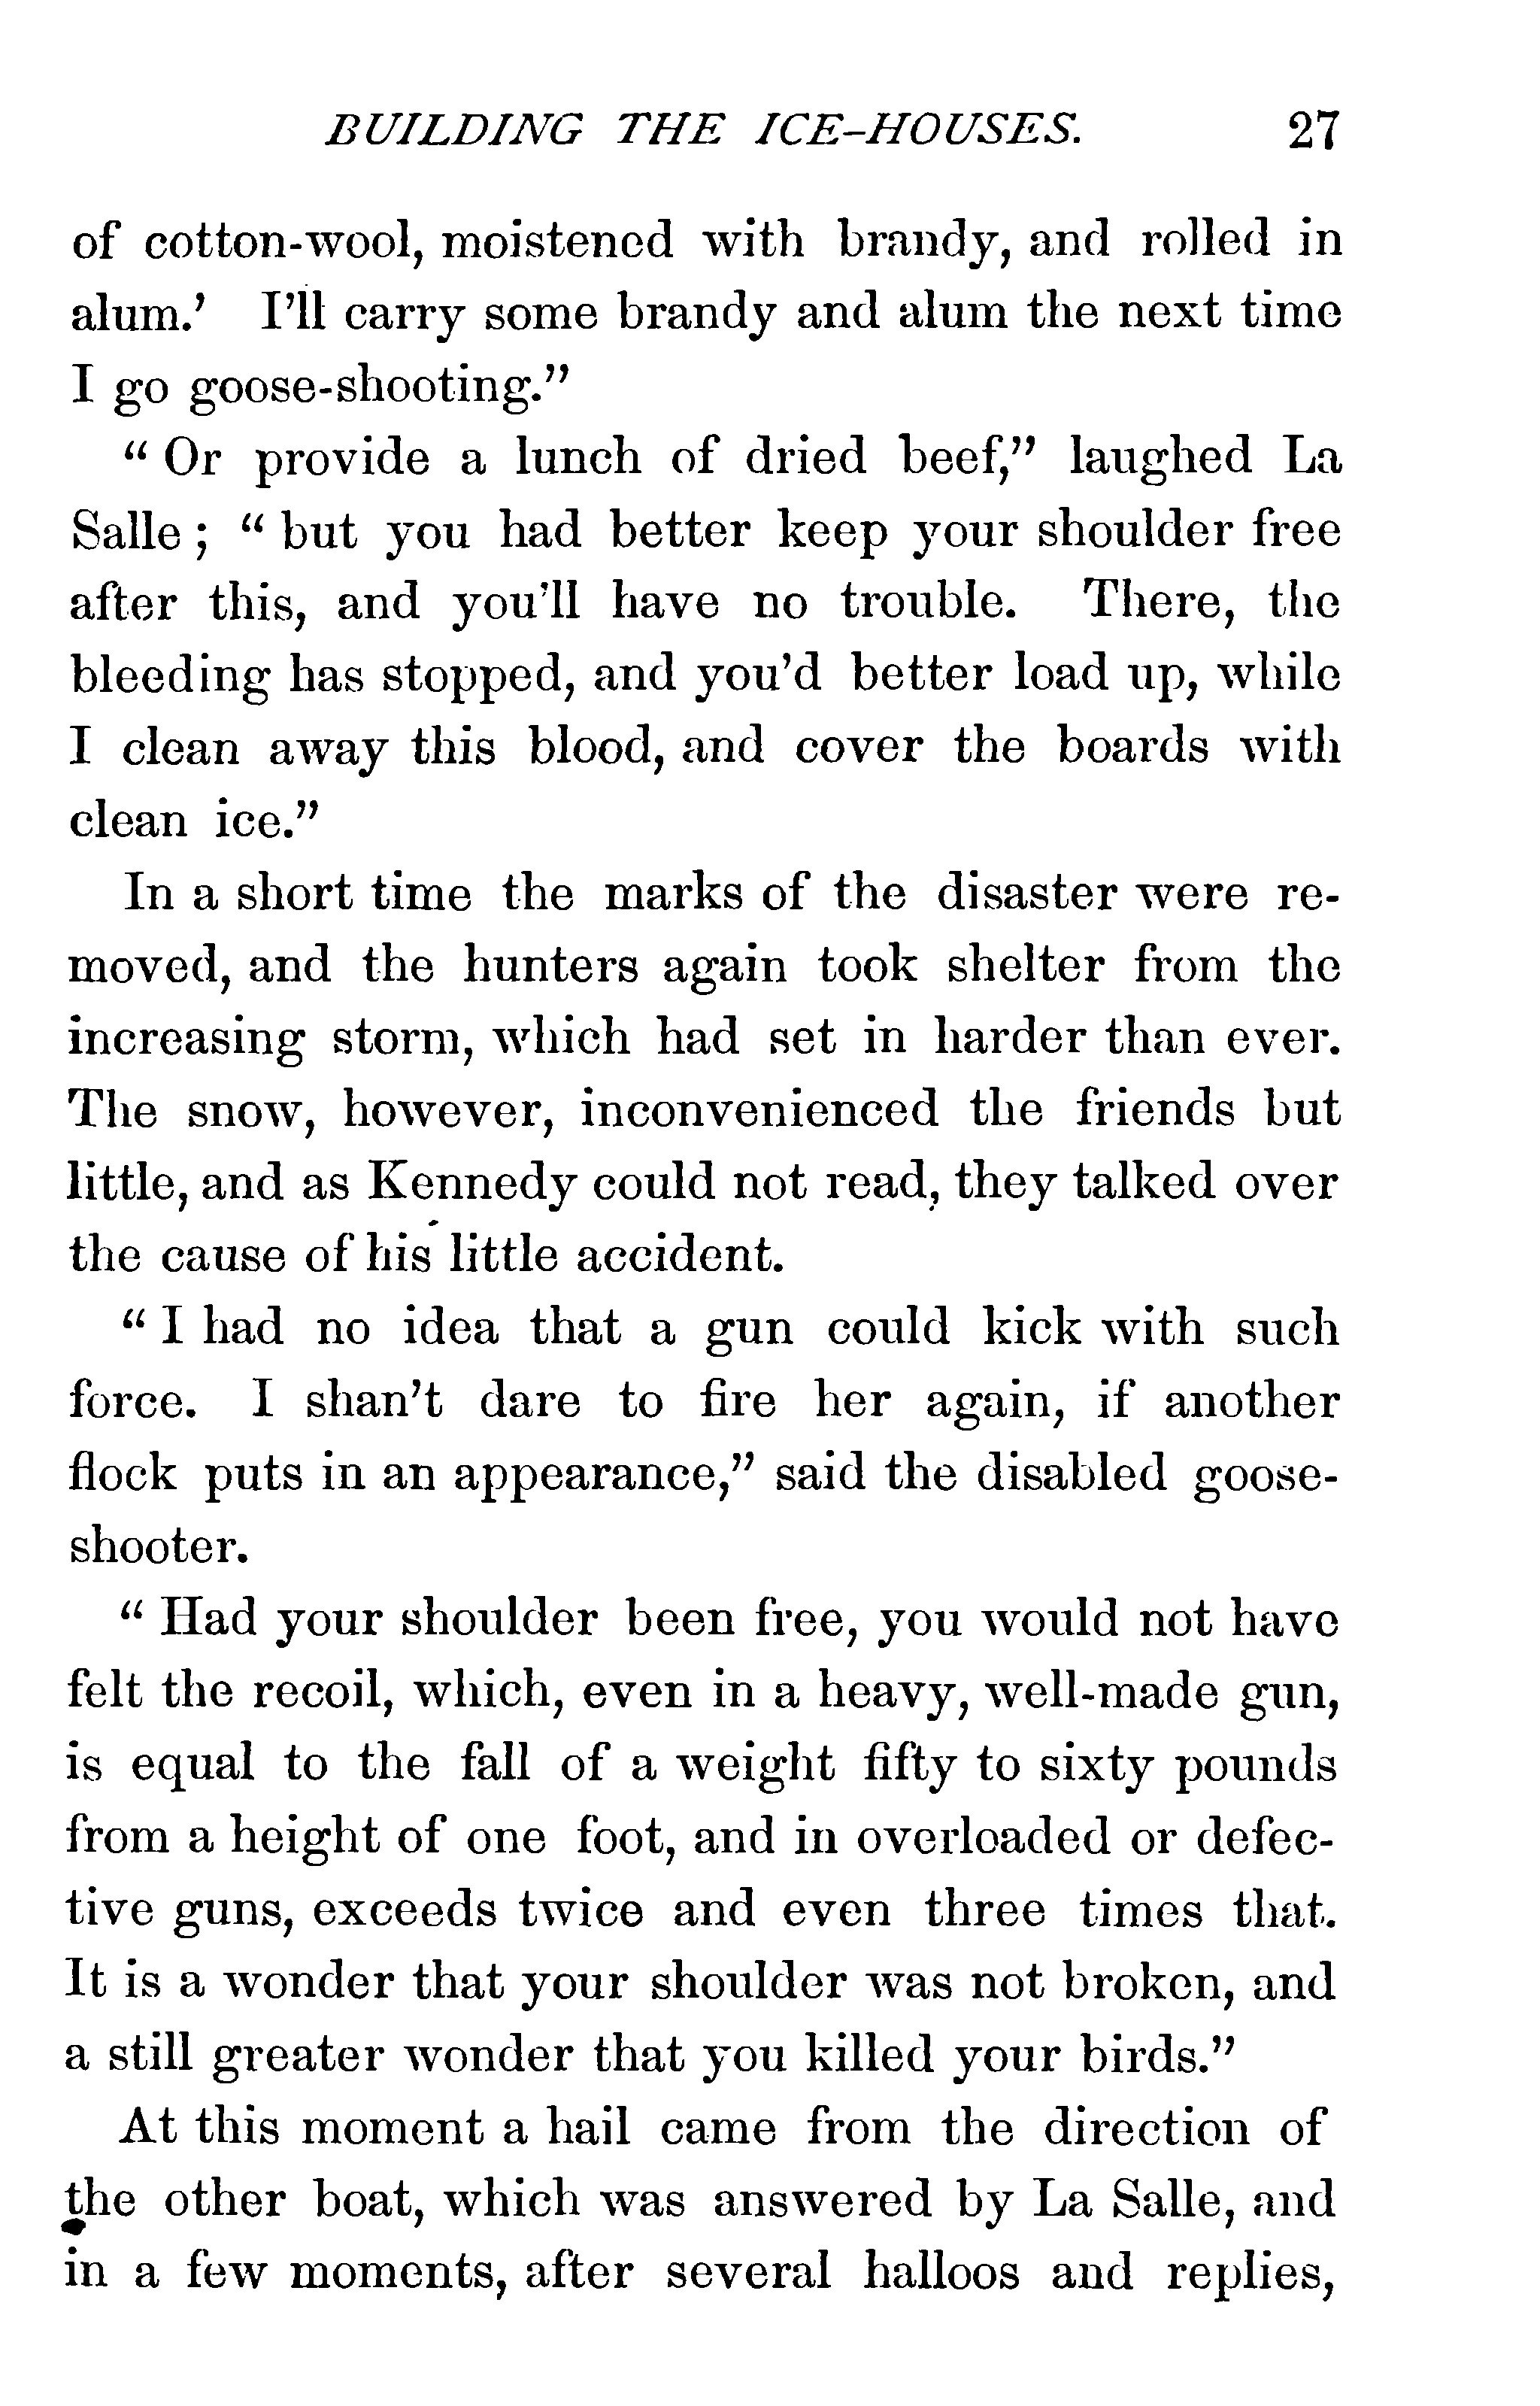 BUILDING THE ICE-HOUSES. 27
of cotton-wool, moistened with brandy, and rolled in
alum.’ I’ll carry some brandy and alum the next time
I go goose-shooting.”
“ Or provide a lunch of dried beef,” laughed La
Salle ; “ but you had better keep your shoulder free
after this, and you’ll have no trouble. There, the
bleeding has stopped, and you’d better load up, while
I clean away this blood, and cover the boards with
clean ice.”
In a short time the marks of the disaster were re-
moved, and the hunters again took shelter from the
increasing storm, which had set in harder than ever.
The snow, however, inconvenienced the friends but
little, and as Kennedy could not read, they talked over
the cause of his little accident.
“ I had no idea that a gun could kick with such
force. I shan’t dare to fire her again, if another
flock puts in an appearance,” said the disabled goose-
shooter.
“ Had your shoulder been free, you would not have
felt the recoil, which, even in a heavy, well-made gun,
is equal to the fall of a weight fifty to sixty pounds
from a height of one foot, and in overloaded or defec-
tive guns, exceeds twice and even three times that.
It is a wonder that your shoulder was not broken, and
a still greater wonder that you killed your birds.”
At this moment a hail came from the direction of
the other boat, which was answered by La Salle, and
in a few moments, after several halloos and replies,